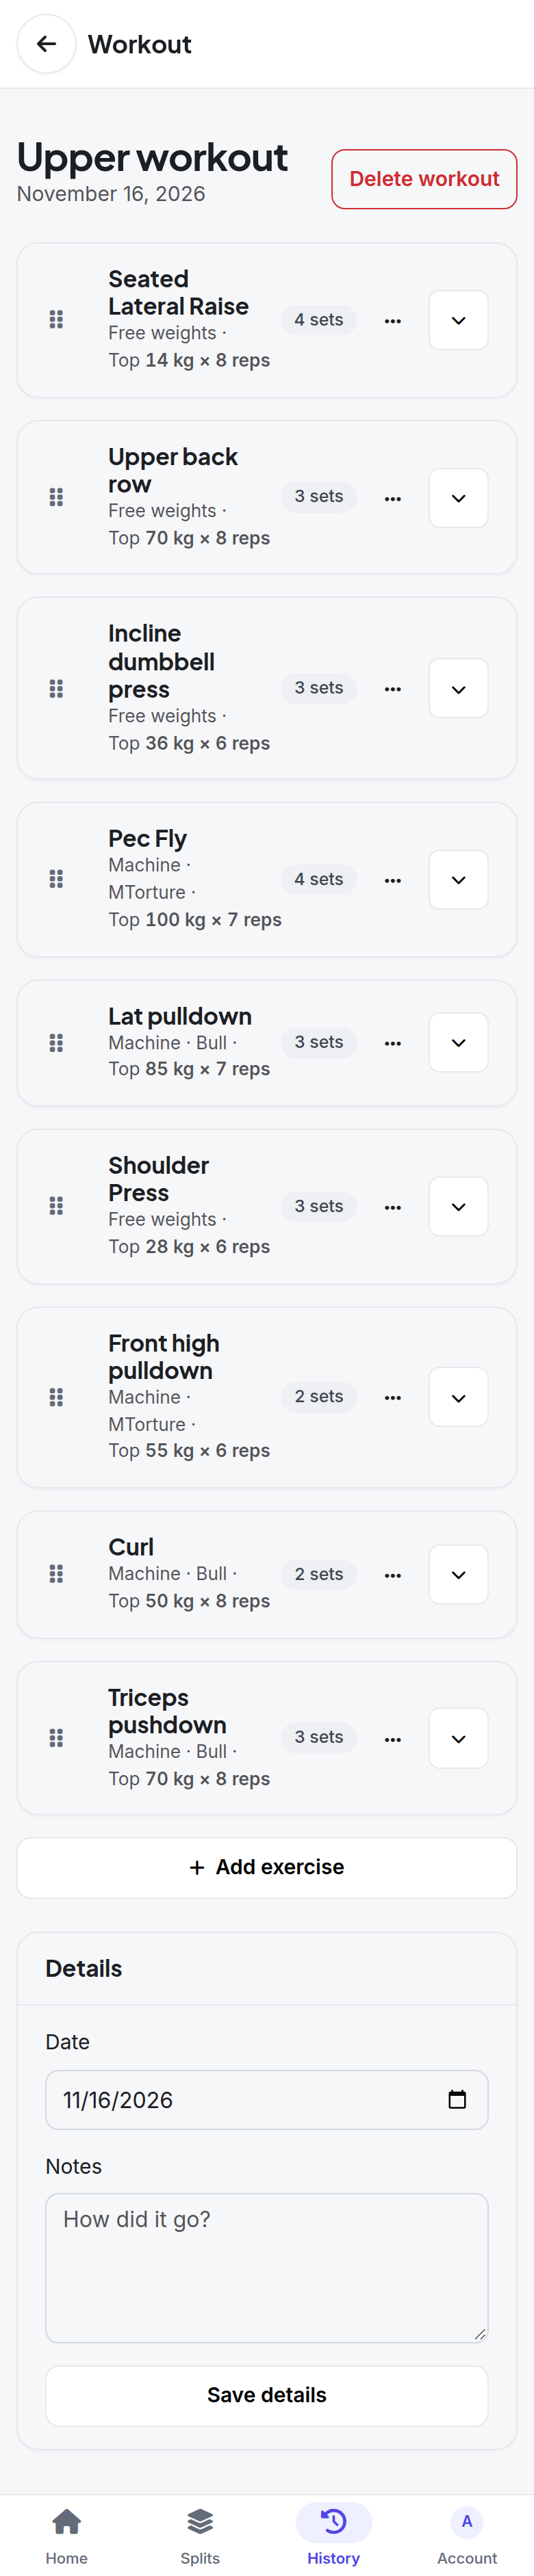 Workout
Upper workout
November 16, 2026
Delete workout
Seated
Lateral Raise
Free weights ·
Top 14 kg × 8 reps
4 sets
Upper back
row
Free weights ·
Top 70 kg × 8 reps
3 sets
Incline
dumbbell
press
Free weights ·
Top 36 kg × 6 reps
3 sets
Pec Fly
Machine ·
MTorture ·
Top 100 kg × 7 reps
4 sets
Lat pulldown
Machine · Bull ·
Top 85 kg × 7 reps
3 sets
Shoulder
Press
Free weights ·
Top 28 kg × 6 reps
3 sets
Front high
pulldown
Machine ·
MTorture ·
Top 55 kg × 6 reps
2 sets
Curl
Machine · Bull ·
Top 50 kg × 8 reps
2 sets
Triceps
pushdown
Machine · Bull ·
Top 70 kg × 8 reps
3 sets
+ Add exercise
Details
Date
11/16/2026
Notes
How did it go?
Save details
A
Home Splits History Account